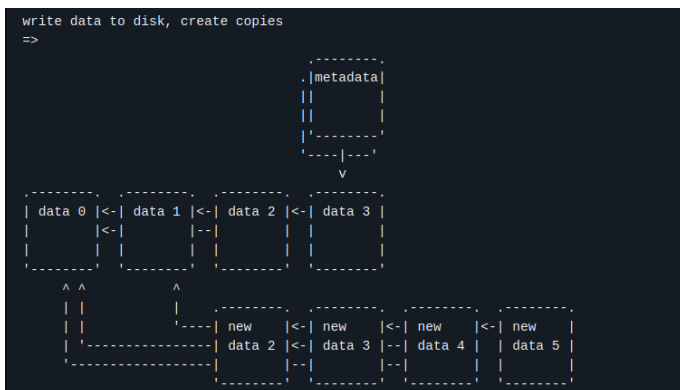 write data to disk, create copies
=>
metadata
data 0 |<-| data 1 |<-| data 2 |<-| data 3
new |<-| new |<-| new |<-| new
data 2 |<-| data 3 |--| data 4 | | data 5